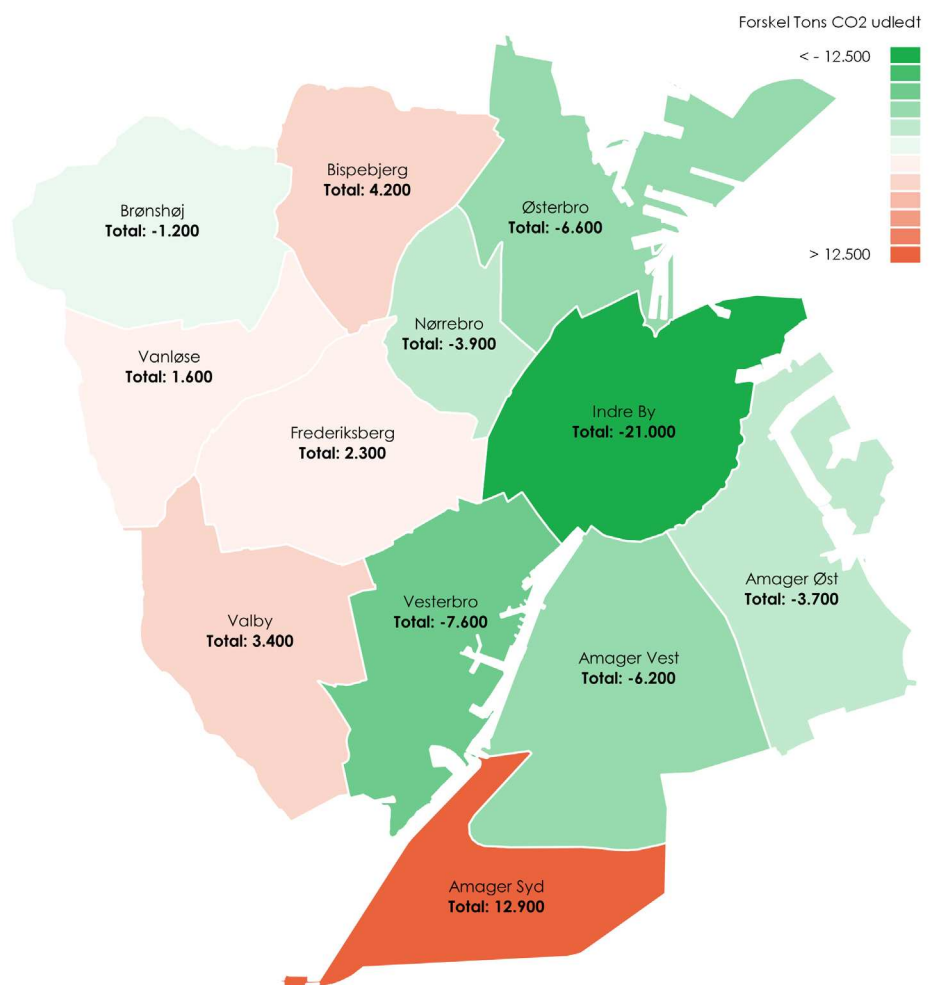 Forskel Tons CO2 udledt
< - 12.500
> 12.500
Bispebjerg
Total: 4.200
Brønshøj
Total: -1.200
Østerbro
Total: -6.600
Nørrebro
Total: -3.900
Vanløse
Total: 1.600
Indre By
Total: -21.000
Frederiksberg
Total: 2.300
Amager Øst
Total: -3.700
Vesterbro
Total: -7.600
Valby
Total: 3.400
Amager Vest
Total: -6.200
Amager Syd
Total: 12.900